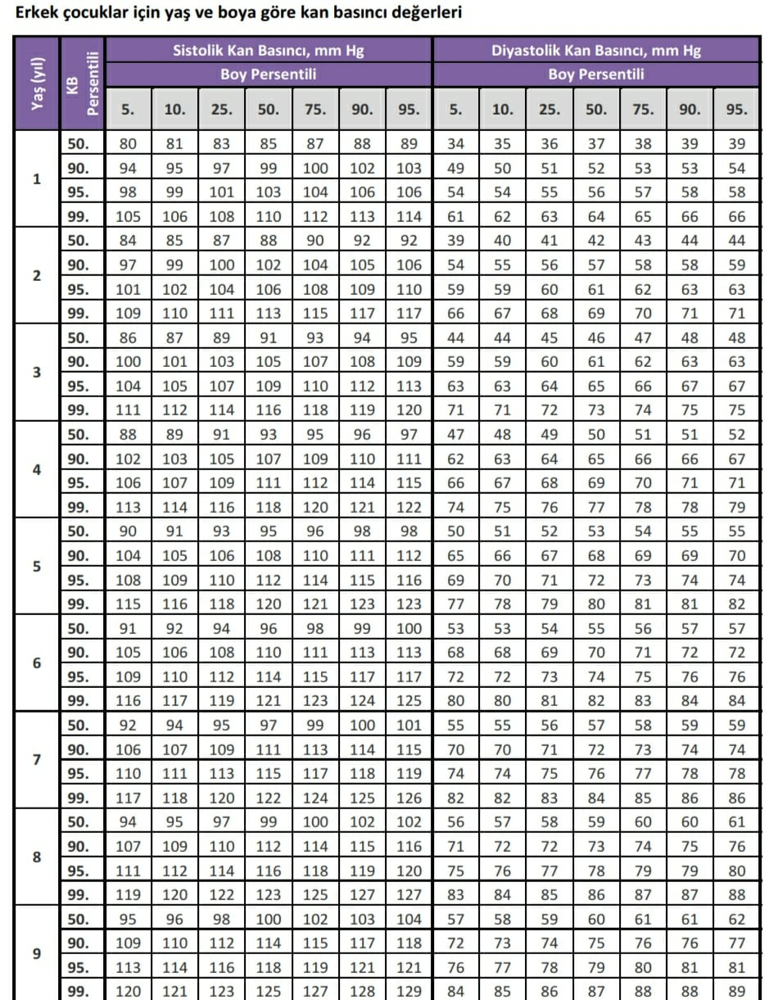 Erkek çocuklar için yaş ve boya göre kan basıncı değerleri
Yaş (yıl) KB Persentili Sistolik Kan Basıncı, mm Hg Diyastolik Kan Basıncı, mm Hg
Boy Persentili Boy Persentili
5. 10. 25. 50. 75. 90. 95. 5. 10. 25. 50. 75. 90. 95.
1 50. 80 81 83 85 87 88 89 34 35 36 37 38 39 39
90. 94 95 97 99 100 102 103 49 50 51 52 53 53 54
95. 98 99 101 103 104 106 106 54 54 55 56 57 58 58
99. 105 106 108 110 112 113 114 61 62 63 64 65 66 66
2 50. 84 85 87 88 90 92 92 39 40 41 42 43 44 44
90. 97 99 100 102 104 105 106 54 55 56 57 58 58 59
95. 101 102 104 106 108 109 110 59 59 60 61 62 63 63
99. 109 110 111 113 115 117 117 66 67 68 69 70 71 71
3 50. 86 87 89 91 93 94 95 44 44 45 46 47 48 48
90. 100 101 103 105 107 108 109 59 59 60 61 62 63 63
95. 104 105 107 109 110 112 113 63 63 64 65 66 67 67
99. 111 112 114 116 118 119 120 71 71 72 73 74 75 75
4 50. 88 89 91 93 95 96 97 47 48 49 50 51 51 52
90. 102 103 105 107 109 110 111 62 63 64 65 66 66 67
95. 106 107 109 111 112 114 115 66 67 68 69 70 71 71
99. 113 114 116 118 120 121 122 74 75 76 77 78 78 79
5 50. 90 91 93 95 96 98 98 50 51 52 53 54 55 55
90. 104 105 106 108 110 111 112 65 66 67 68 69 69 70
95. 108 109 110 112 114 115 116 69 70 71 72 73 74 74
99. 115 116 118 120 121 123 123 77 78 79 80 81 81 82
6 50. 91 92 94 96 98 99 100 53 53 54 55 56 57 57
90. 105 106 108 110 111 113 113 68 68 69 70 71 72 72
95. 109 110 112 114 115 117 117 72 72 73 74 75 76 76
99. 116 117 119 121 123 124 125 80 80 81 82 83 84 84
7 50. 92 94 95 97 99 100 101 55 55 56 57 58 59 59
90. 106 107 109 111 113 114 115 70 70 71 72 73 74 74
95. 110 111 113 115 117 118 119 74 74 75 76 77 78 78
99. 117 118 120 122 124 125 126 82 82 83 84 85 86 86
8 50. 94 95 97 99 100 102 102 56 57 58 59 60 60 61
90. 107 109 110 112 114 115 116 71 72 72 73 74 75 76
95. 111 112 114 116 118 119 120 75 76 77 78 79 79 80
99. 119 120 122 123 125 127 127 83 84 85 86 87 87 88
9 50. 95 96 98 100 102 103 104 57 58 59 60 61 61 62
90. 109 110 112 114 115 117 118 72 73 74 75 76 76 77
95. 113 114 116 118 119 121 121 76 77 78 79 80 81 81
99. 120 121 123 125 127 128 129 84 85 86 87 88 88 89